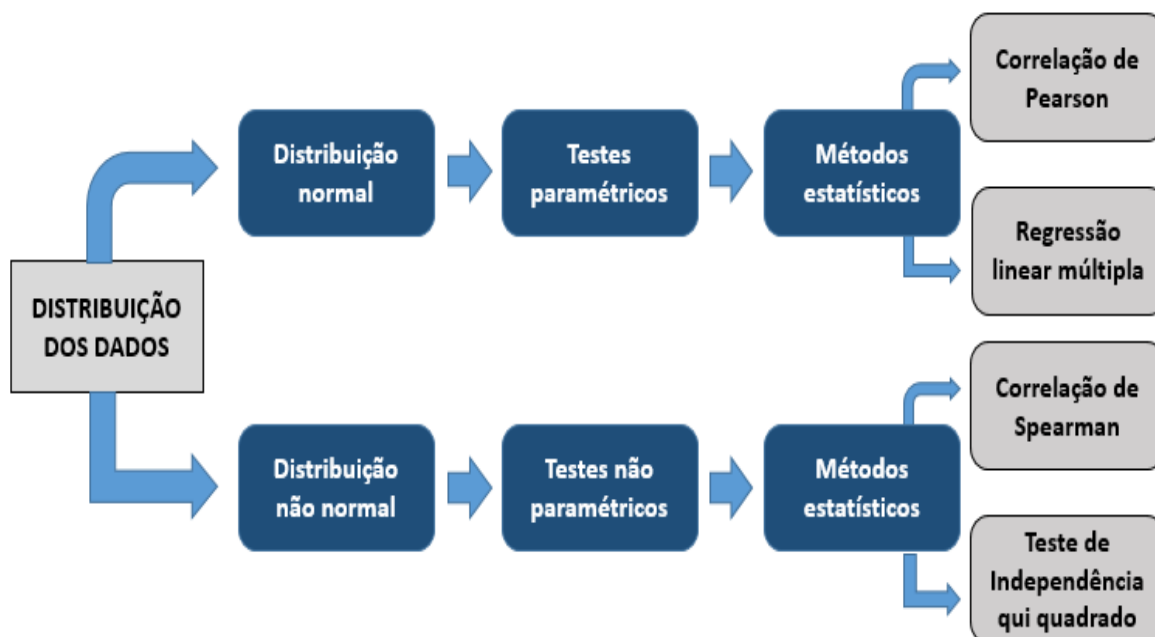 DISTRIBUIÇÃO
DOS DADOS
Distribuição
normal
Testes
paramétricos
Métodos
estatísticos
Correlação de
Pearson
Regressão
linear múltipla
Distribuição
não normal
Testes não
paramétricos
Métodos
estatísticos
Correlação de
Spearman
Teste de
Independência
qui quadrado